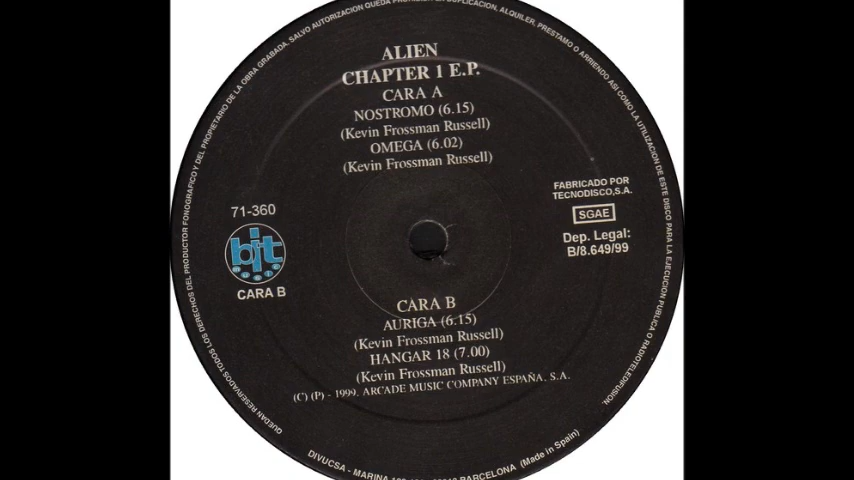 QUEDAN RESERVADOS TODOS LOS DERECHOS DEL PRODUCTOR FONOGRAFICO Y DEL PROPIETARIO DE LA OBRA GRABADA. SALVO AUTORIZACION QUEDA DUPLICACION, ALQUILER, PRESTAMO O ARRIENDO ASI COMO LA UTILIZACION DE ESTE DISCO PARA LA EJECUCION PUBLICA O RADIOTELEDIFUSION.
ALIEN
CHAPTER 1 E.P.
CARA A
NOSTROMO (6.15)
(Kevin Frossman Russell)
OMEGA (6.02)
(Kevin Frossman Russell)
71-360
bit
MUSIC
CARA B
FABRICADO POR
TECNODISCO,S.A.
SGAE
Dep. Legal:
B/8.649/99
CARA B
AURIGA (6.15)
(Kevin Frossman Russell)
HANGAR 18 (7.00)
(Kevin Frossman Russell)
(C) (P) - 1999. ARCADE MUSIC COMPANY ESPAÑA. S.A.
DIVUCSA - MARINA BARCELONA (Made in Spain)